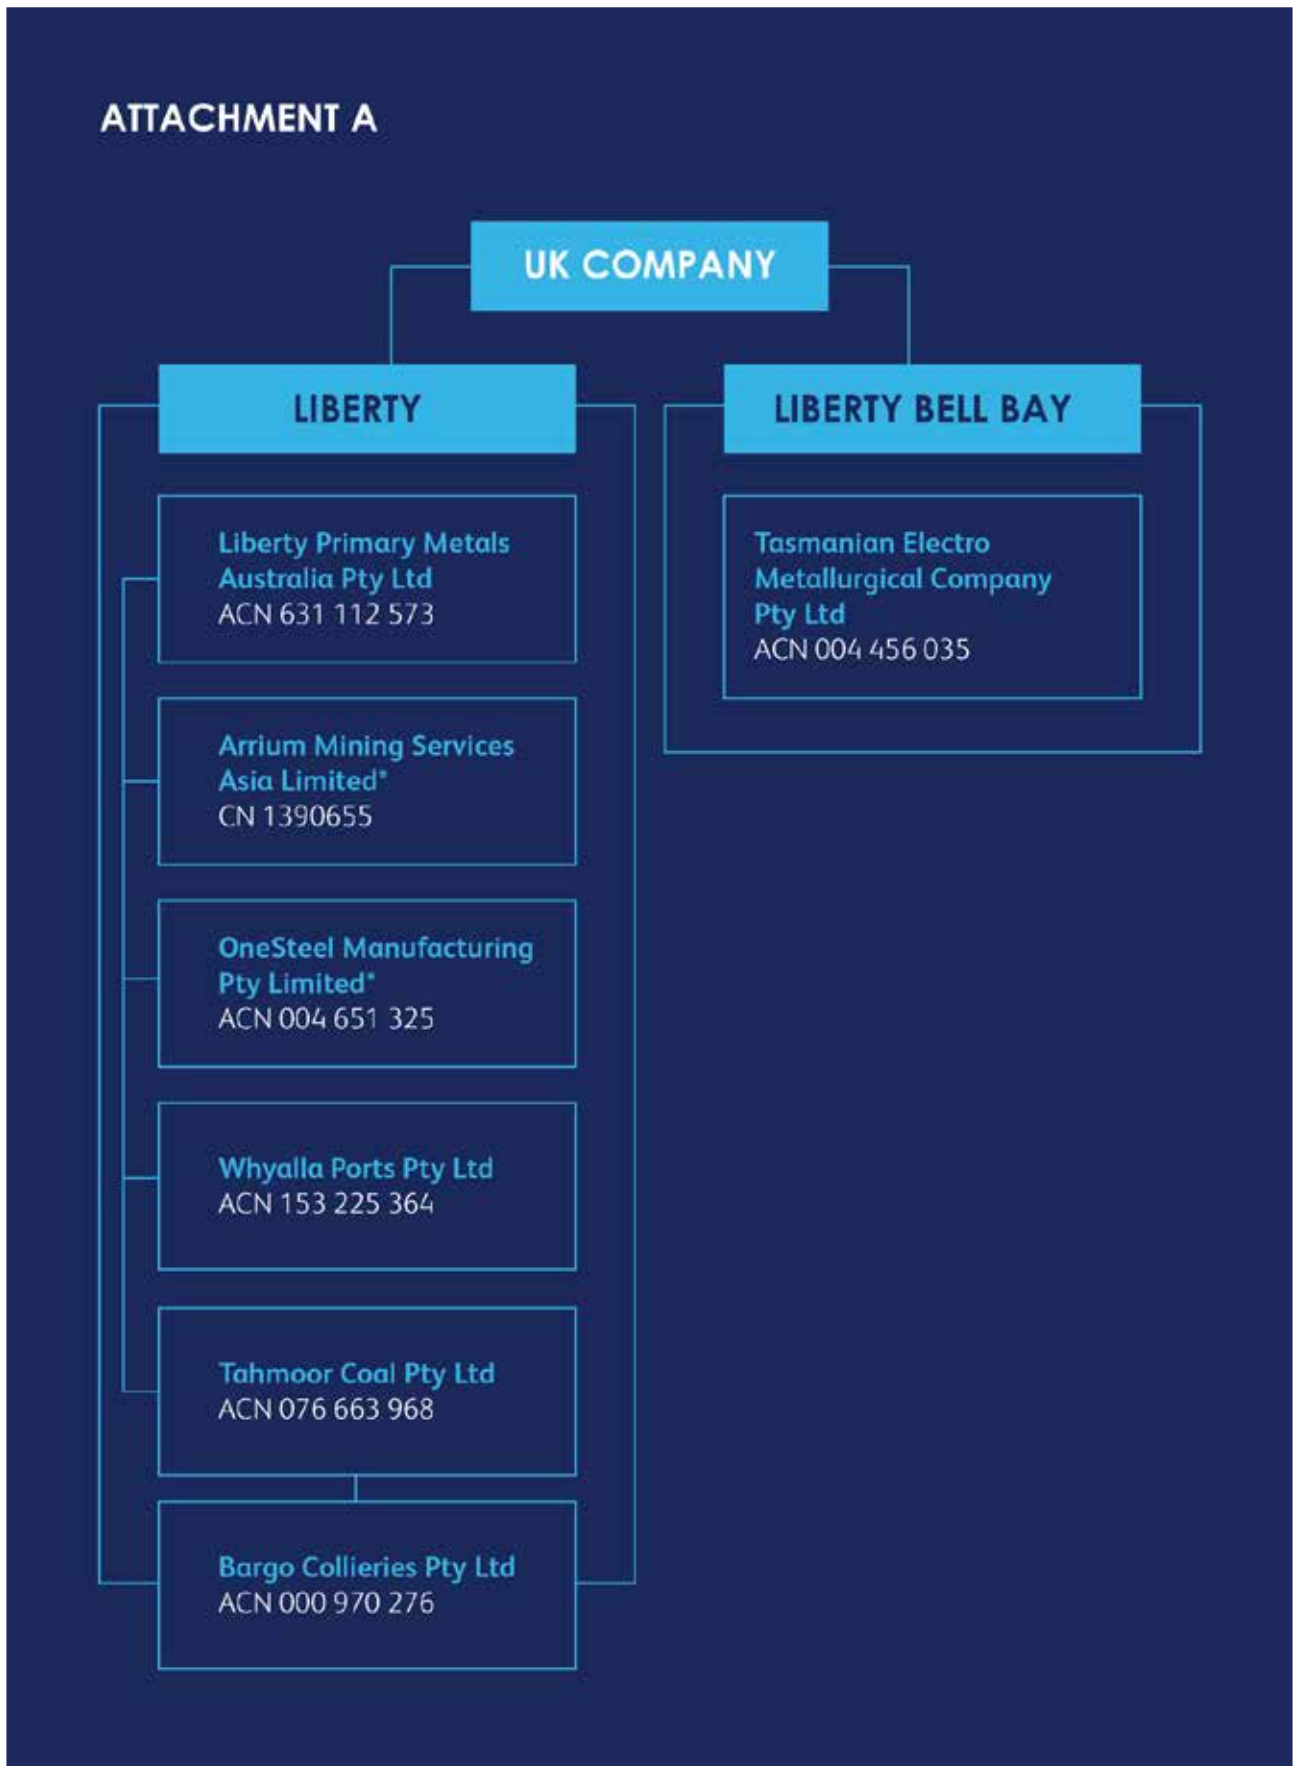 ATTACHMENT A
UK COMPANY
LIBERTY
Liberty Primary Metals
Australia Pty Ltd
ACN 631 112 573
Arrium Mining Services
Asia Limited*
CN 1390655
OneSteel Manufacturing
Pty Limited*
ACN 004 651 325
Whyalla Ports Pty Ltd
ACN 153 225 364
Tahmoor Coal Pty Ltd
ACN 076 663 968
Bargo Collieries Pty Ltd
ACN 000 970 276
LIBERTY BELL BAY
Tasmanian Electro
Metallurgical Company
Pty Ltd
ACN 004 456 035